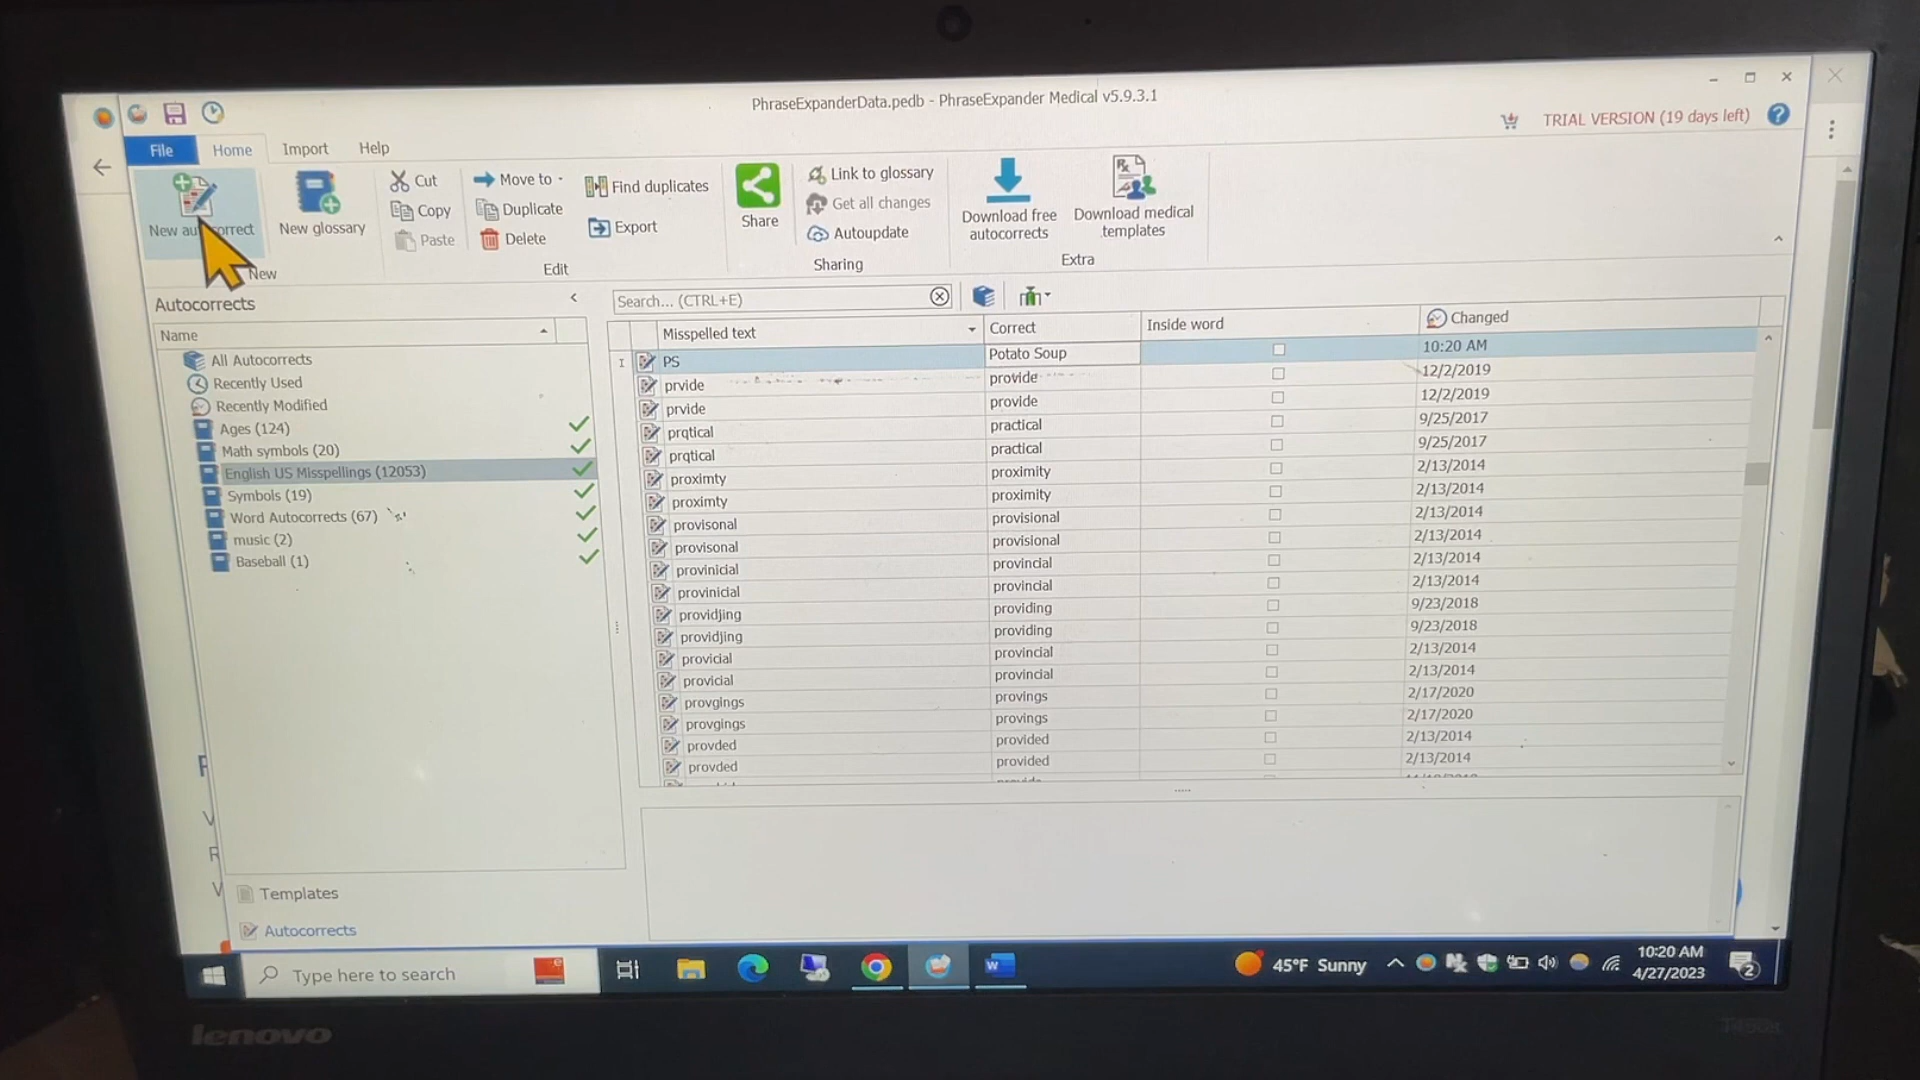 PhraseExpanderData.pedb - PhraseExpander Medical v5.9.3.1
TRIAL VERSION (19 days left)
File Home Import Help
New autocorrect
New glossary
New
Cut
Copy
Paste
Move to
Duplicate
Delete
Find duplicates
Export
Edit
Share
Link to glossary
Get all changes
Autoupdate
Sharing
Download free autocorrects
Download medical templates
Extra
Autocorrects
Name
All Autocorrects
Recently Used
Recently Modified
Ages (124)
Math symbols (20)
English US Misspellings (12053)
Symbols (19)
Word Autocorrects (67)
music (2)
Baseball (1)
Templates
Autocorrects
Search... (CTRL+E)
Misspelled text Correct Inside word Changed
PS Potato Soup 10:20 AM
prvide provide 12/2/2019
prvide provide 12/2/2019
prqtical practical 9/25/2017
prqtical practical 9/25/2017
proximty proximity 2/13/2014
proximty proximity 2/13/2014
provisonal provisional 2/13/2014
provisonal provisional 2/13/2014
provinicial provincial 2/13/2014
provinicial provincial 2/13/2014
providjing providing 9/23/2018
providjing providing 9/23/2018
provicial provincial 2/13/2014
provicial provincial 2/13/2014
provgings provings 2/17/2020
provgings provings 2/17/2020
provded provided 2/13/2014
provded provided 2/13/2014
Type here to search
45°F Sunny
10:20 AM
4/27/2023
2
lenovo